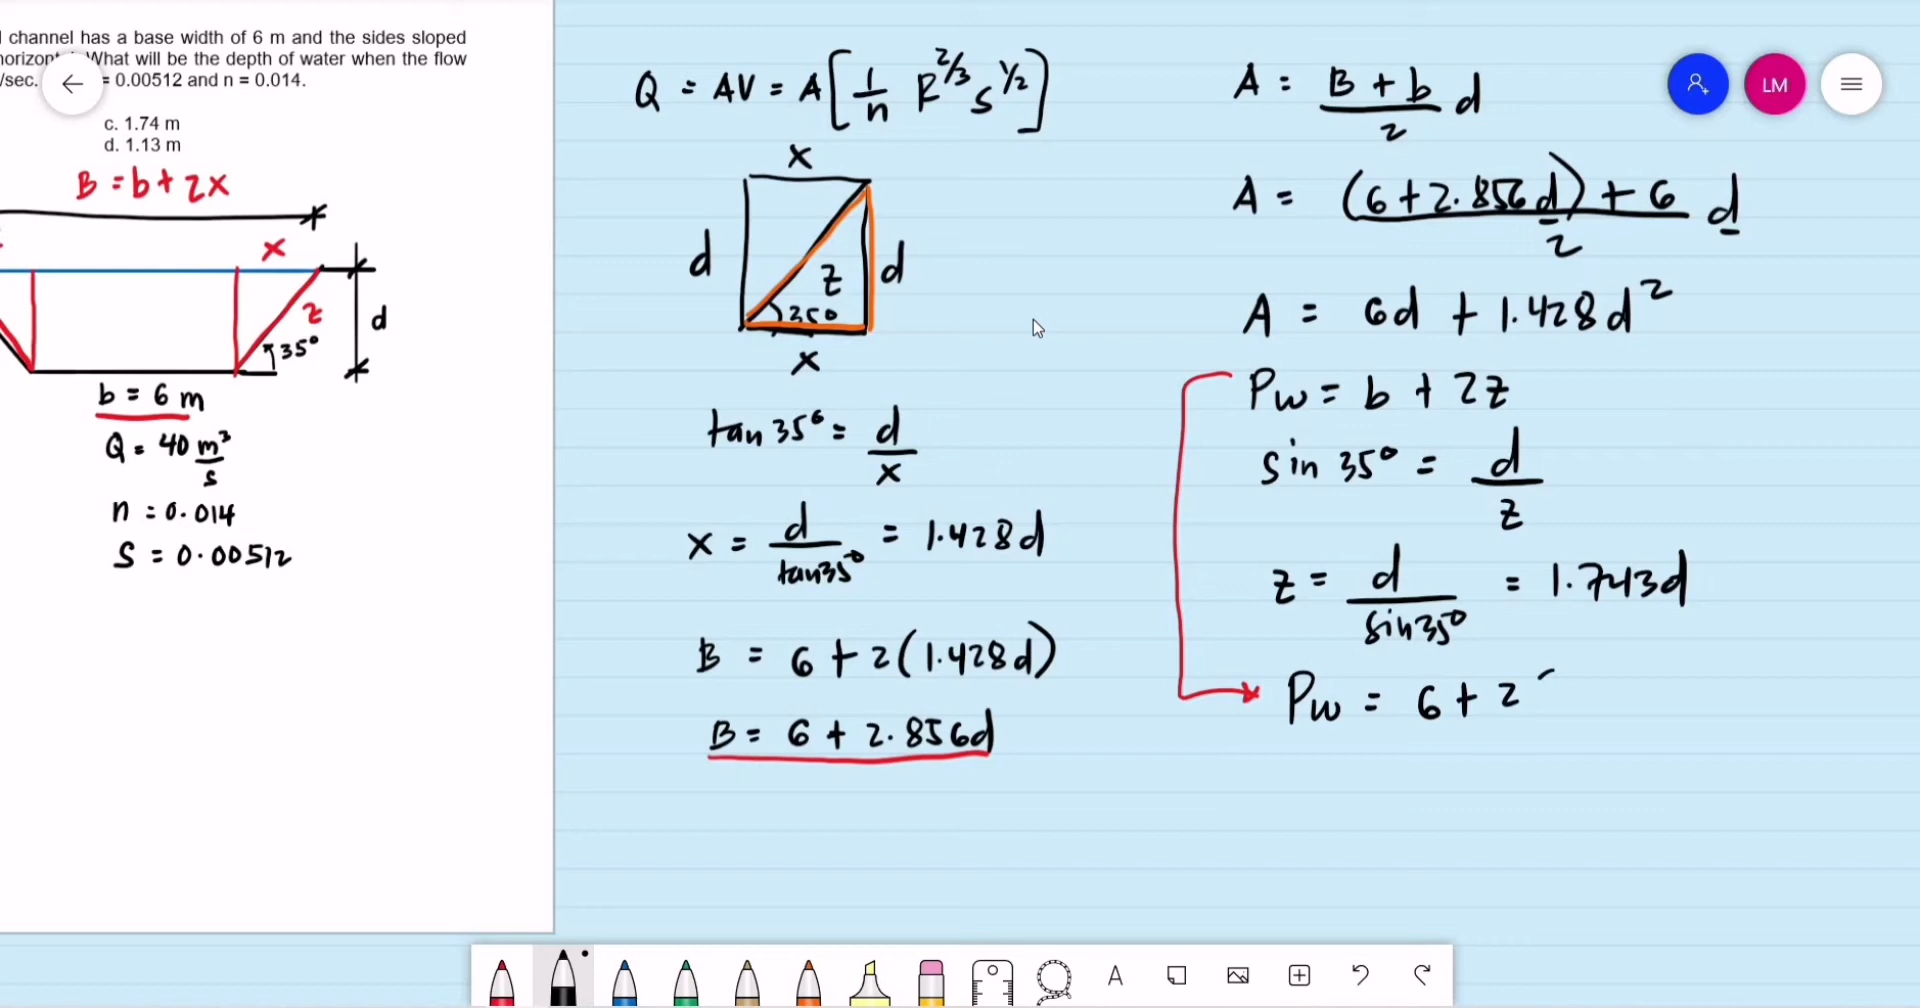 channel has a base width of 6 m and the sides sloped
What will be the depth of water when the flow
/sec. = 0.00512 and n = 0.014.
c. 1.74 m
d. 1.13 m
B = b + 2x
x
z
d
35°
b = 6 m
Q = 40 m³/s
n = 0.014
S = 0.00512
Q = AV = A[1/n R^2/3 S^1/2]
x
d
z
d
35°
x
tan 35° = d/x
x = d/tan35° = 1.428d
B = 6 + 2(1.428d)
B = 6 + 2.856d
A = B + b/2 d
A = (6 + 2.856d) + 6/2 d
A = 6d + 1.428d²
Pw = b + 2z
sin 35° = d/z
z = d/sin35° = 1.743d
Pw = 6 + 2
LM
A